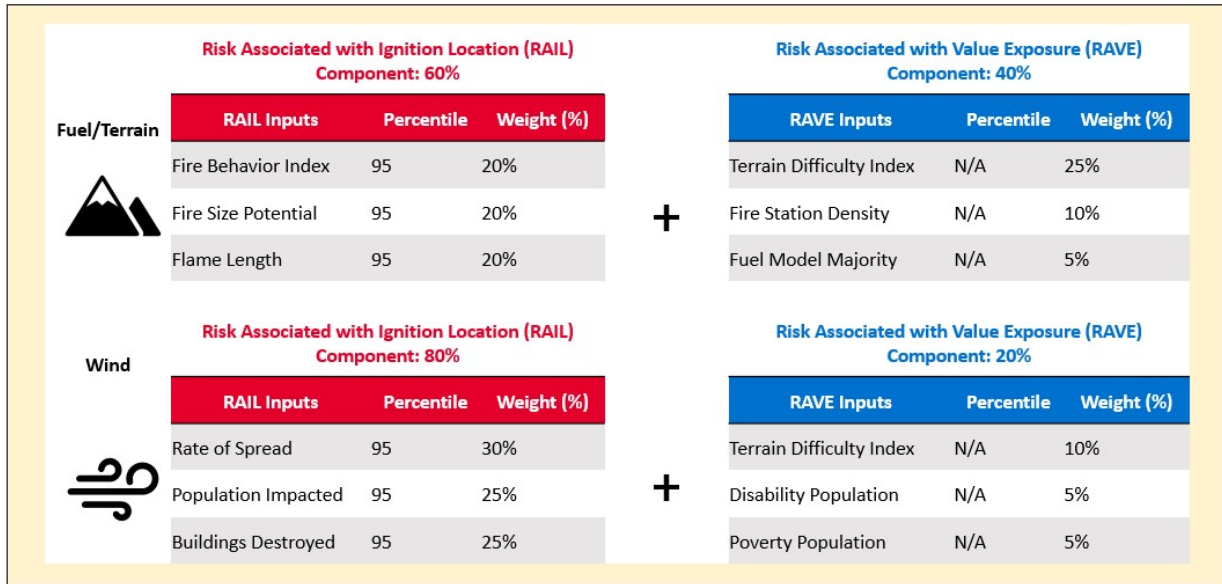 Risk Associated with Ignition Location (RAIL)
Component: 60%
Risk Associated with Value Exposure (RAVE)
Component: 40%
Fuel/Terrain
RAIL Inputs Percentile Weight (%)
Fire Behavior Index 95 20%
Fire Size Potential 95 20%
Flame Length 95 20%
+
RAVE Inputs Percentile Weight (%)
Terrain Difficulty Index N/A 25%
Fire Station Density N/A 10%
Fuel Model Majority N/A 5%
Risk Associated with Ignition Location (RAIL)
Component: 80%
Risk Associated with Value Exposure (RAVE)
Component: 20%
Wind
RAIL Inputs Percentile Weight (%)
Rate of Spread 95 30%
Population Impacted 95 25%
Buildings Destroyed 95 25%
+
RAVE Inputs Percentile Weight (%)
Terrain Difficulty Index N/A 10%
Disability Population N/A 5%
Poverty Population N/A 5%